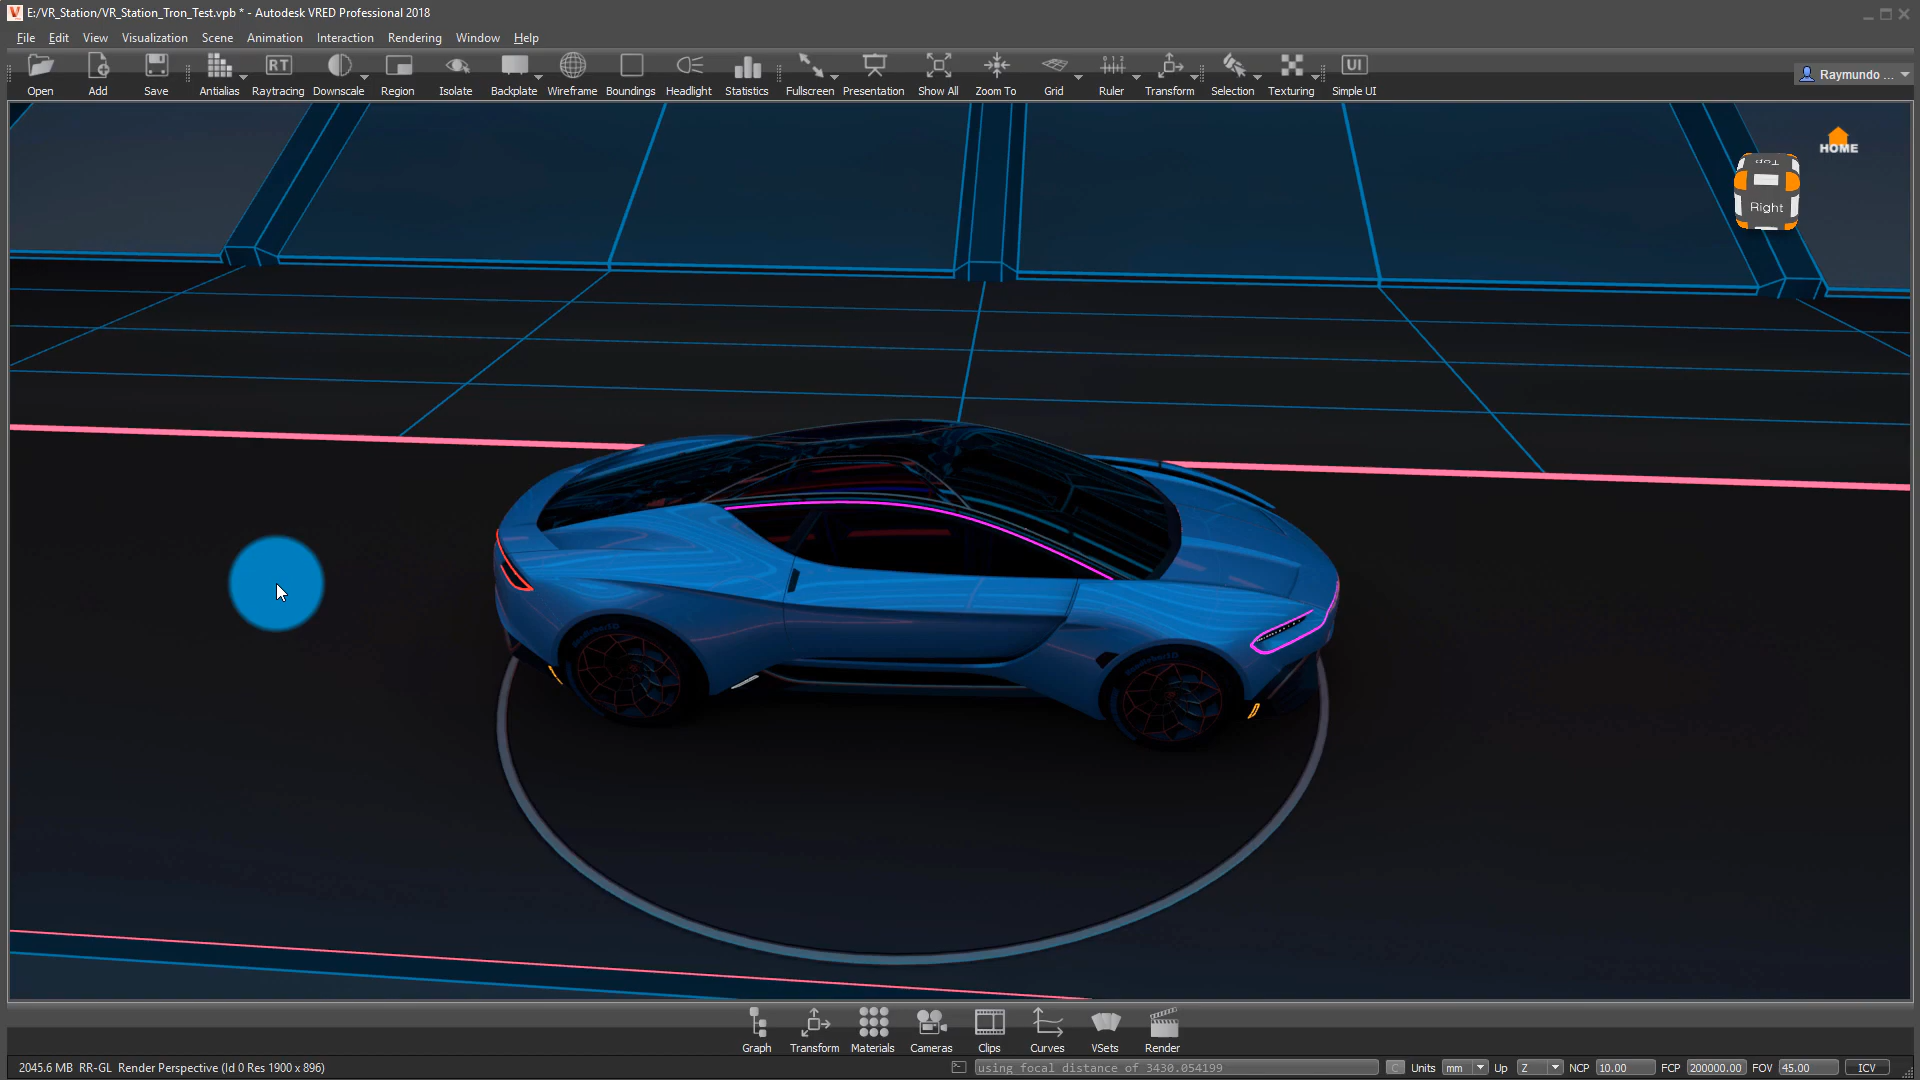 E:/VR_Station/VR_Station_Tron_Test.vpb * - Autodesk VRED Professional 2018
File Edit View Visualization Scene Animation Interaction Rendering Window Help
RT UI
Open Add Save Antialias Raytracing Downscale Region Isolate Backplate Wireframe Boundings Headlight Statistics Fullscreen Presentation Show All Zoom To Grid Ruler Transform Selection Texturing Simple UI
Raymundo ...
HOME
Top
Right
Graph Transform Materials Cameras Clips Curves VSets Render
2045.6 MB RR-GL Render Perspective (Id 0 Res 1900 x 896) using focal distance of 3430.054199 C Units mm Up Z NCP 10.00 FCP 200000.00 FOV 45.00 ICV